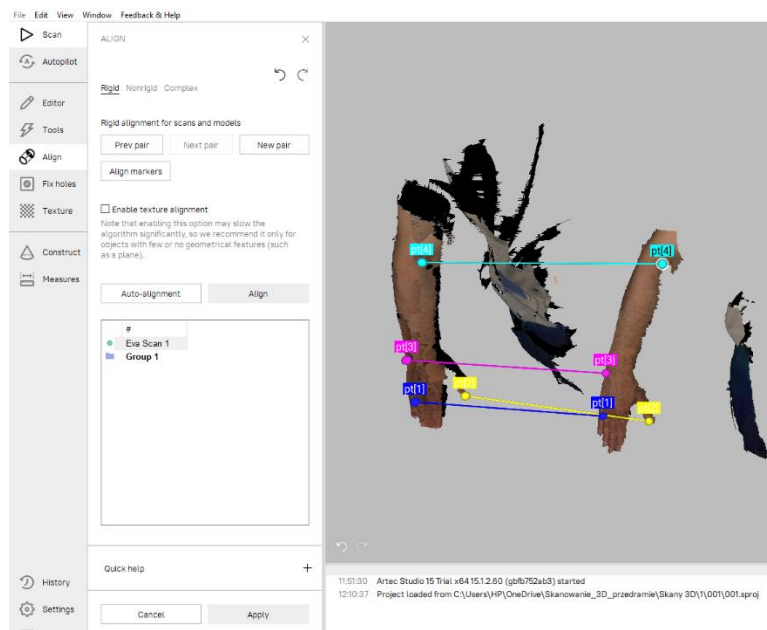 File Edit View Window Feedback & Help
Scan
Autopilot
Editor
Tools
Align
Fix holes
Texture
Construct
Measures
History
Settings
ALIGN
Rigid Nonrigid Complex
Rigid alignment for scans and models
Prev pair Next pair New pair
Align markers
Enable texture alignment
Note that enabling this option may slow the
algorithm significantly, so we recommend it only for
objects with few or no geometrical features (such
as a plane).
Auto-alignment Align
#
Eva Scan 1
Group 1
Quick help
Cancel Apply
pt[4] pt[4]
pt[3] pt[3]
pt[1] pt[1]
11:51:30 Artec Studio 15 Trial x64 15.1.2.60 (gbfb752ab3) started
12:10:37 Project loaded from C:\Users\HP\OneDrive\Skanowanie_3D_przedramie\Skany 3D\1\001\001.sproj